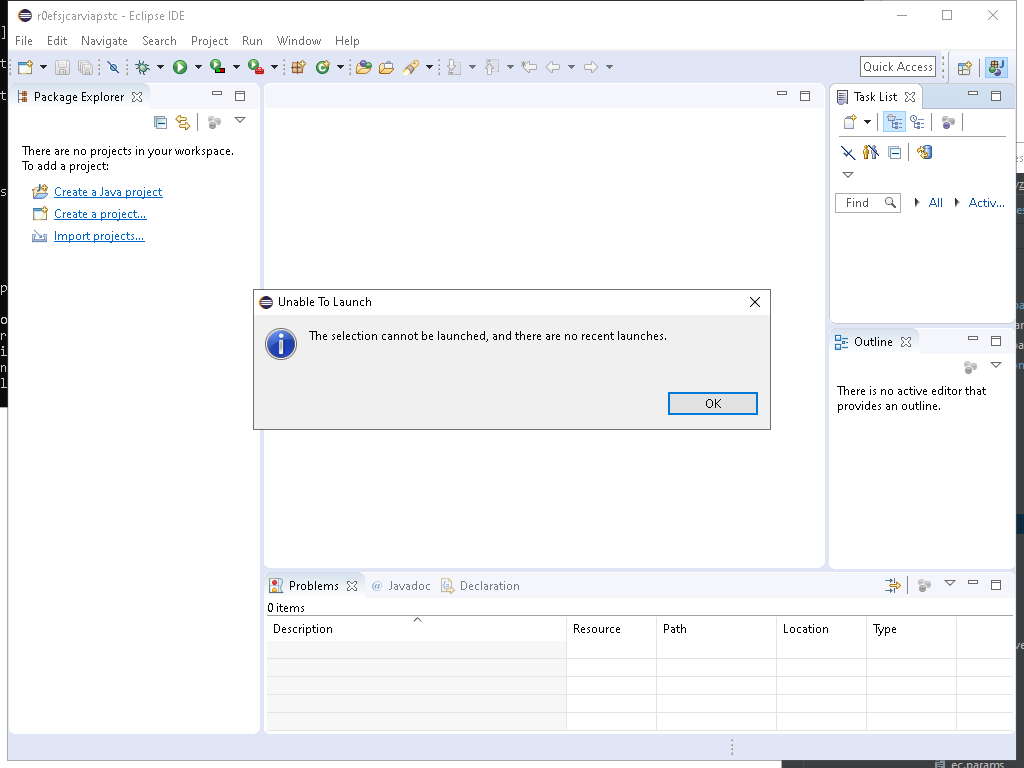 r0efsjcarviapstc - Eclipse IDE
File Edit Navigate Search Project Run Window Help
Quick Access
Package Explorer
There are no projects in your workspace.
To add a project:
Create a Java project
Create a project...
Import projects...
Task List
Find All Activ...
Unable To Launch
The selection cannot be launched, and there are no recent launches.
OK
Outline
There is no active editor that
provides an outline.
Problems @ Javadoc Declaration
0 items
Description Resource Path Location Type
ec.params